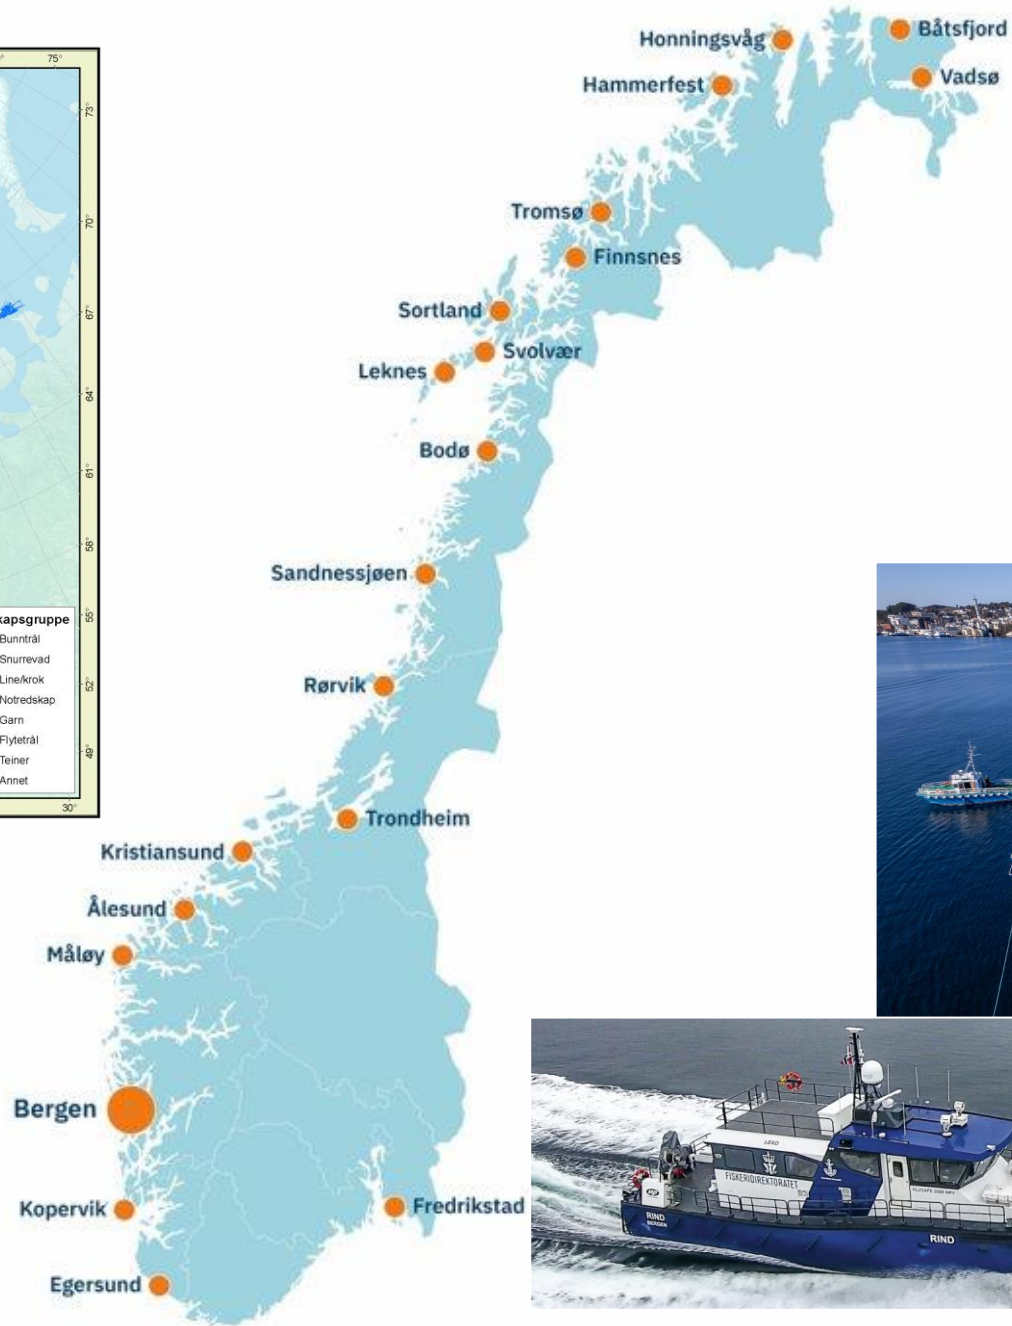 75°
73°
70°
67°
64°
61°
58°
55°
52°
49°
30°
kapsgruppe
Bunntrål
Snurrevad
Line/krok
Notredskap
Garn
Flytetrål
Teiner
Annet
Honningsvåg
Båtsfjord
Hammerfest
Vadsø
Tromsø
Finnsnes
Sortland
Svolvær
Leknes
Bodø
Sandnessjøen
Rørvik
Trondheim
Kristiansund
Ålesund
Måløy
Bergen
Kopervik
Fredrikstad
Egersund
FISKERIDIREKTORATET
RIND
BERGEN
RIND